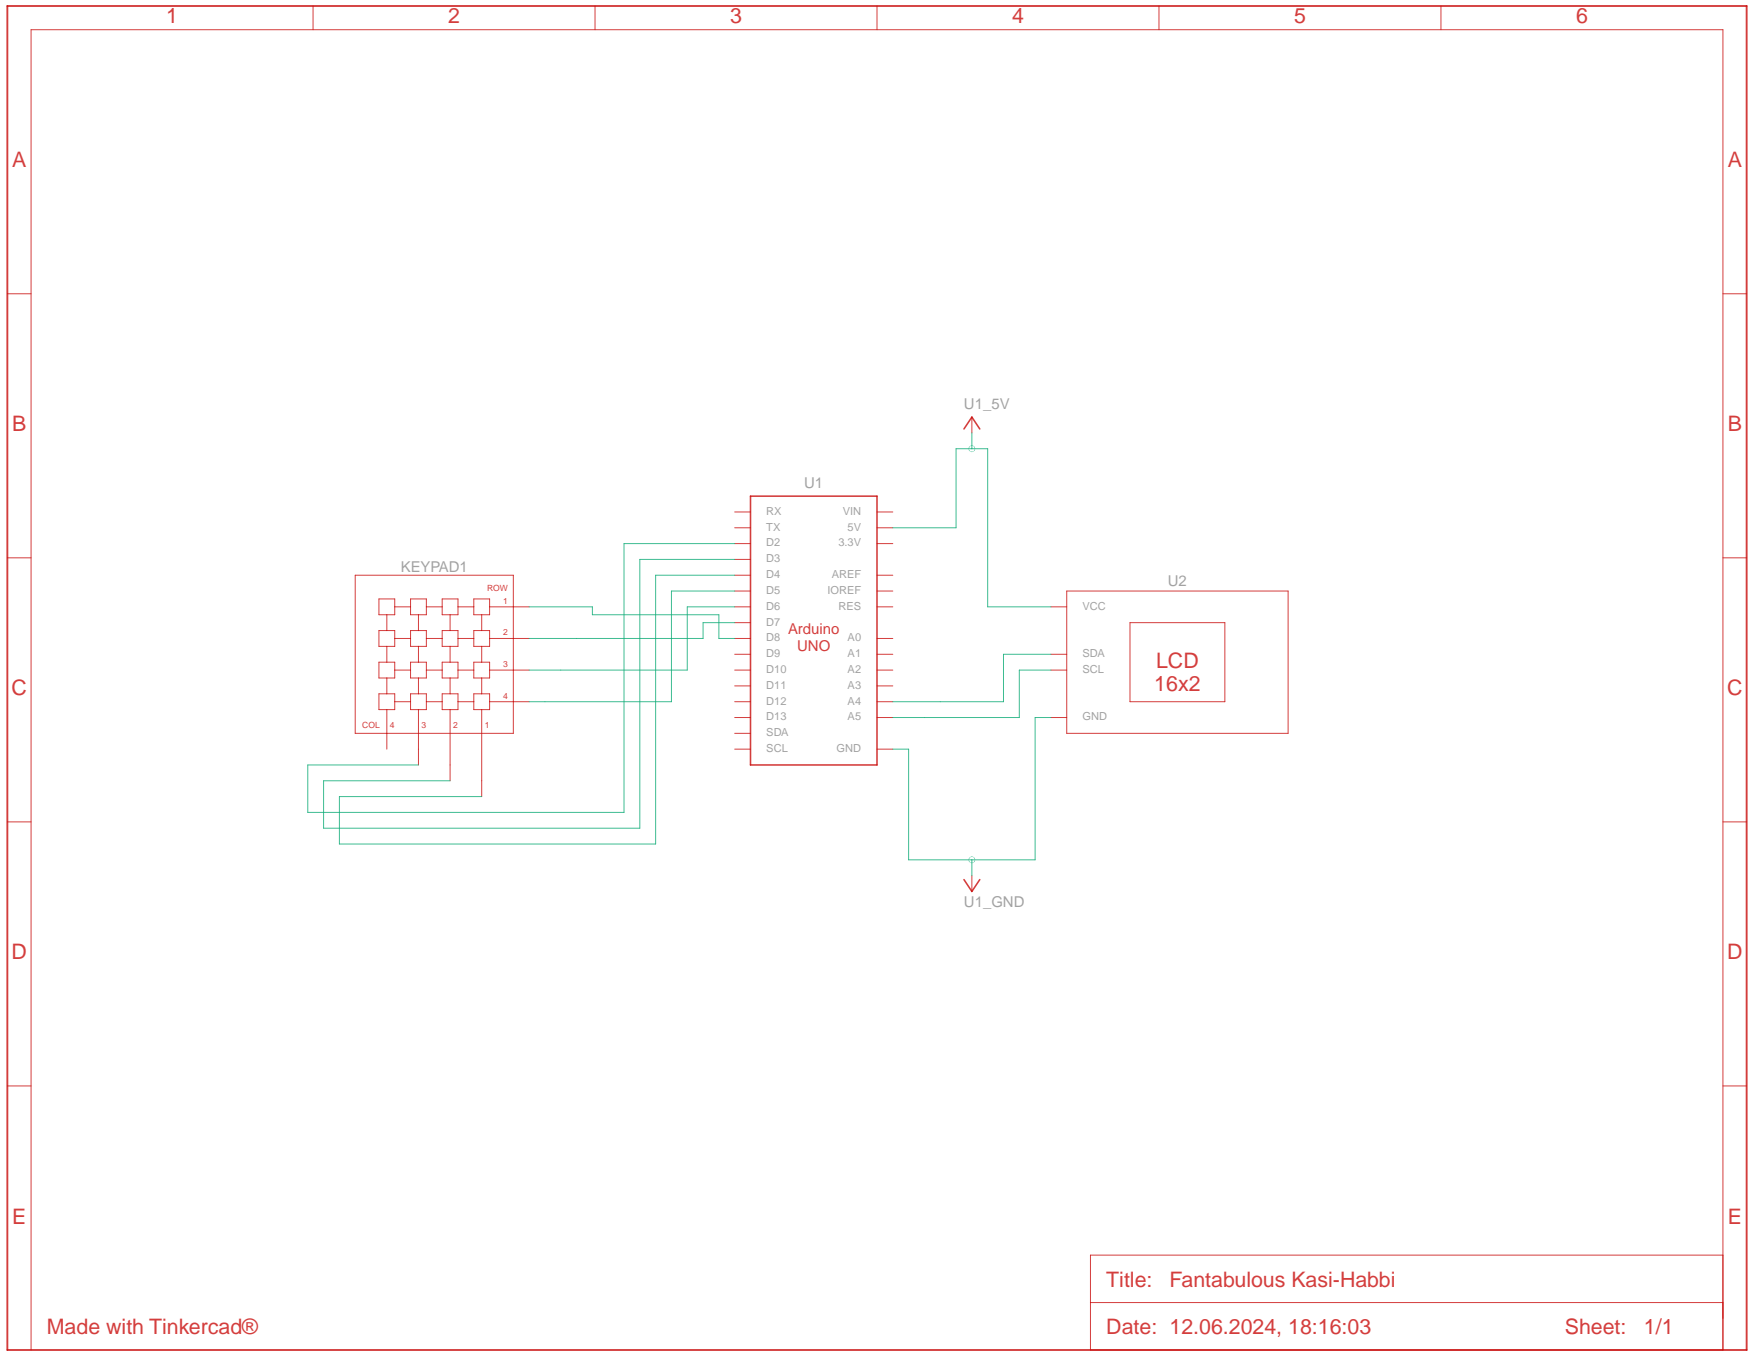 1 2 3 4 5 6
A A
B B
C C
D D
E E
U1_5V
U1
RX VIN
TX 5V
D2 3.3V
D3
D4 AREF
D5 IOREF
D6 RES
D7
D8 A0
D9 A1
D10 A2
D11 A3
D12 A4
D13 A5
SDA
SCL GND
Arduino
UNO
KEYPAD1
ROW
1
2
3
4
COL 4 3 2 1
U2
VCC
SDA
SCL
GND
LCD
16x2
U1_GND
Title: Fantabulous Kasi-Habbi
Made with Tinkercad®
Date: 12.06.2024, 18:16:03 Sheet: 1/1